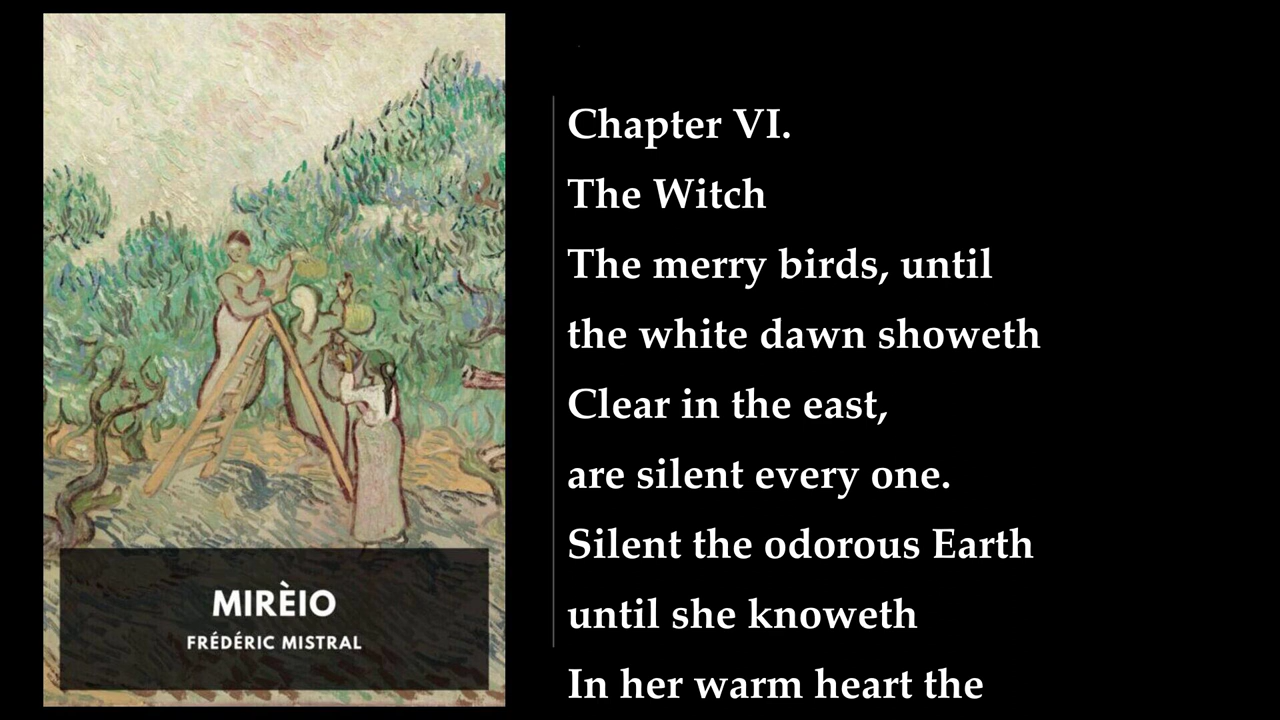 MIRÈIO
FRÉDÉRIC MISTRAL
Chapter VI.
The Witch
The merry birds, until
the white dawn showeth
Clear in the east,
are silent every one.
Silent the odorous Earth
until she knoweth
In her warm heart the